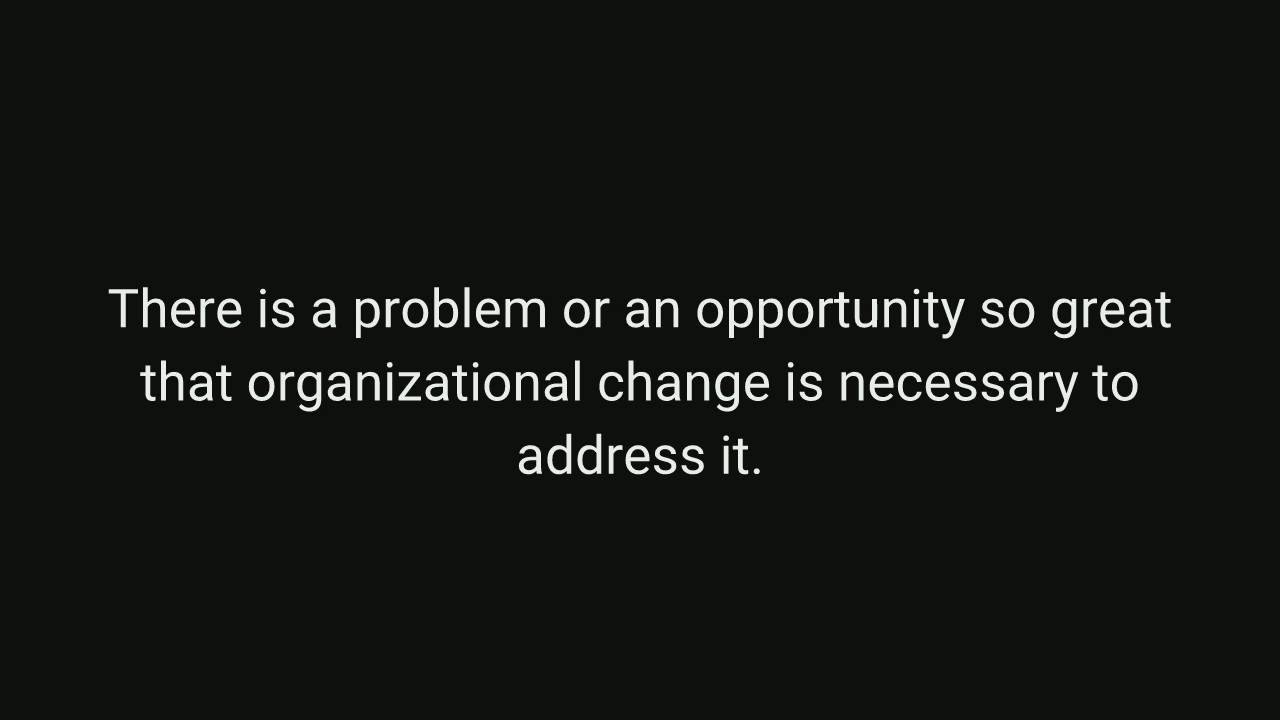 There is a problem or an opportunity so great
that organizational change is necessary to
address it.